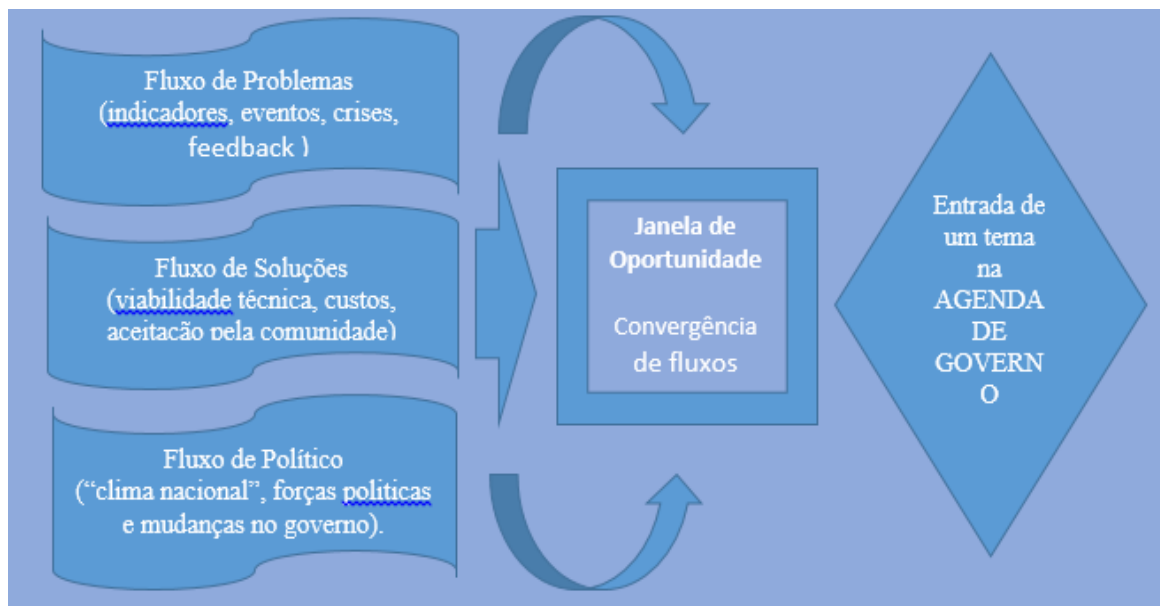 Fluxo de Problemas
(indicadores, eventos, crises,
feedback )
Fluxo de Soluções
(viabilidade técnica, custos,
aceitação pela comunidade)
Fluxo de Político
(“clima nacional”, forças politicas
e mudanças no governo).
Janela de
Oportunidade
Convergência
de fluxos
Entrada de
um tema
na
AGENDA
DE
GOVERN
O